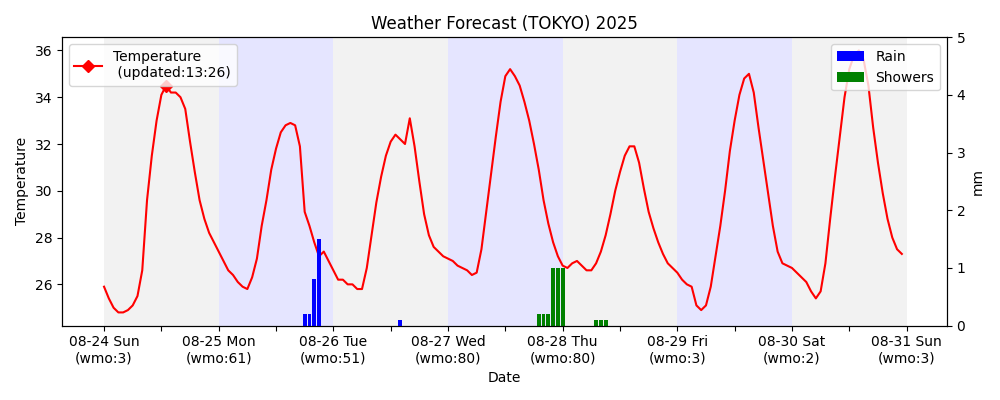 Weather Forecast (TOKYO) 2025
Temperature
(updated:13:26)
Rain
Showers
Temperature
36
34
32
30
28
26
5
4
3
2
1
0
mm
08-24 Sun
(wmo:3)
08-25 Mon
(wmo:61)
08-26 Tue
(wmo:51)
08-27 Wed
(wmo:80)
08-28 Thu
(wmo:80)
08-29 Fri
(wmo:3)
08-30 Sat
(wmo:2)
08-31 Sun
(wmo:3)
Date